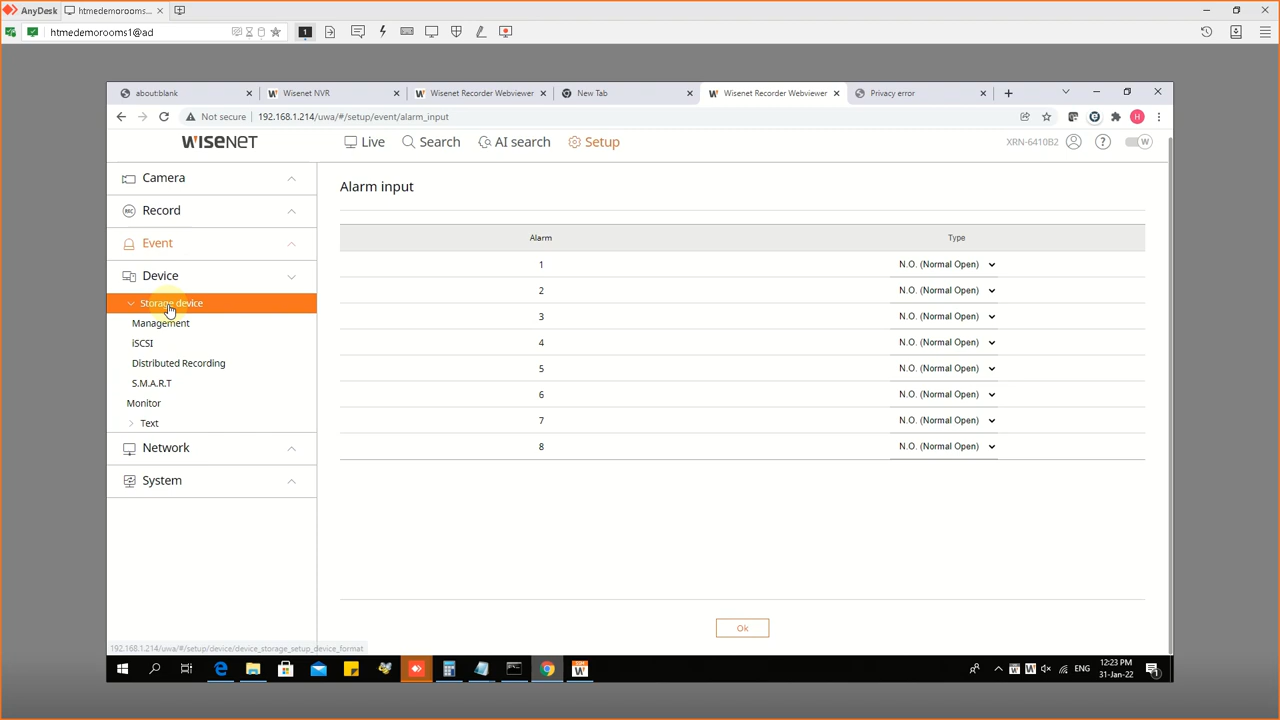 AnyDesk
htmedemorooms...
htmedemorooms1@ad
1
about:blank
Wisenet NVR
Wisenet Recorder Webviewer
New Tab
Wisenet Recorder Webviewer
Privacy error
Not secure
192.168.1.214/uwa/#/setup/event/alarm_input
H
WISENET
Live
Search
AI search
Setup
XRN-6410B2
?
W
Camera
REC
Record
Event
Device
Storage device
Management
iSCSI
Distributed Recording
S.M.A.R.T
Monitor
Text
Network
System
Alarm input
Alarm
Type
1
N.O. (Normal Open)
2
N.O. (Normal Open)
3
N.O. (Normal Open)
4
N.O. (Normal Open)
5
N.O. (Normal Open)
6
N.O. (Normal Open)
7
N.O. (Normal Open)
8
N.O. (Normal Open)
Ok
192.168.1.214/uwa/#/setup/device/device_storage_setup_device_format
ENG
12:23 PM
31-Jan-22
1